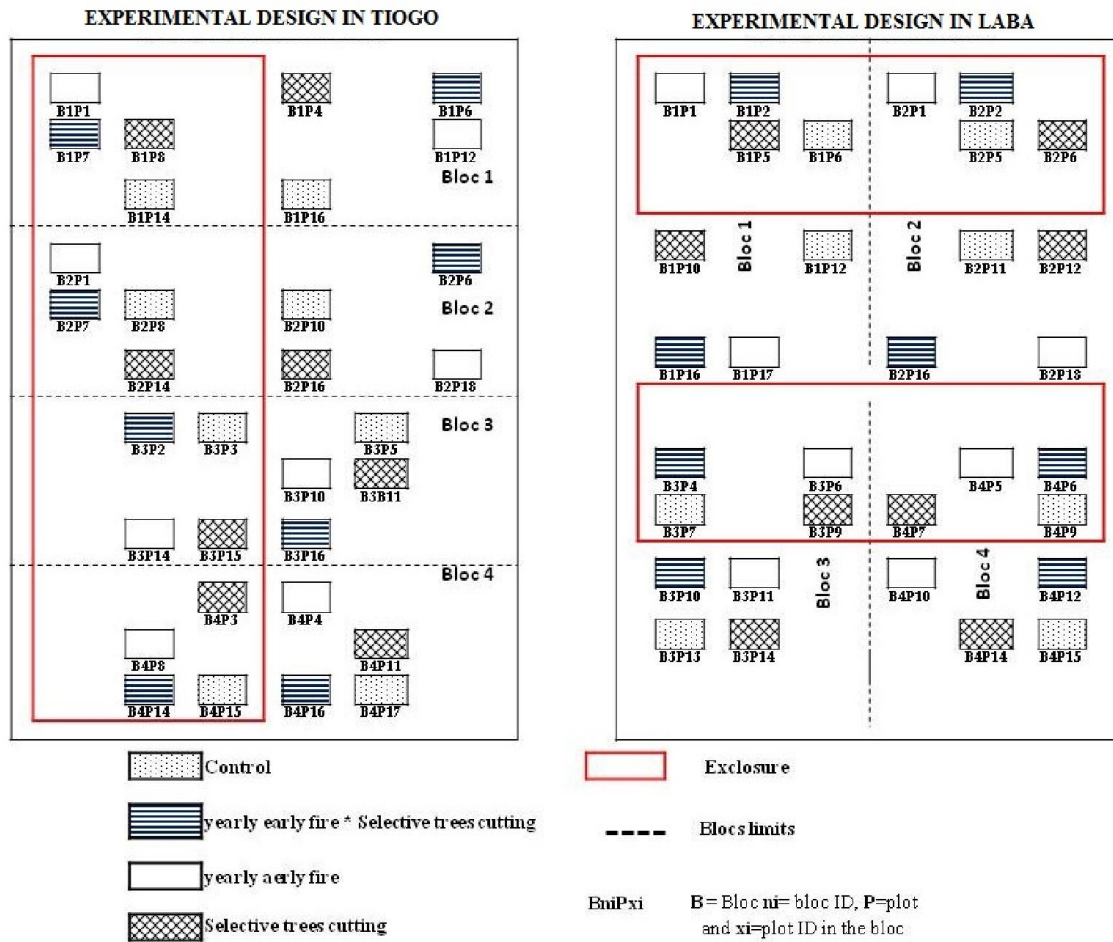 EXPERIMENTAL DESIGN IN TIOGO
B1P1
B1P4
B1P6
B1P7
B1P8
B1P12
Bloc 1
B1P14
B1P16
B2P1
B2P6
B2P7
B2P8
B2P10
Bloc 2
B2P14
B2P16
B2P18
Bloc 3
B3P2
B3P3
B3P5
B3P10
B3B11
B3P14
B3P15
B3P16
Bloc 4
B4P3
B4P4
B4P8
B4P11
B4P14
B4P15
B4P16
B4P17
EXPERIMENTAL DESIGN IN LABA
B1P1
B1P2
B2P1
B2P2
B1P5
B1P6
B2P5
B2P6
Bloc 1
Bloc 2
B1P10
B1P12
B2P11
B2P12
B1P16
B1P17
B2P16
B2P18
B3P4
B3P6
B4P5
B4P6
B3P7
B3P9
B4P7
B4P9
Bloc 3
Bloc 4
B3P10
B3P11
B4P10
B4P12
B3P13
B3P14
B4P14
B4P15
Control
yearly early fire * Selective trees cutting
yearly aerly fire
Selective trees cutting
Exclosure
Blocs limits
BniPxi B = Bloc ni= bloc ID, P=plot
and xi=plot ID in the bloc